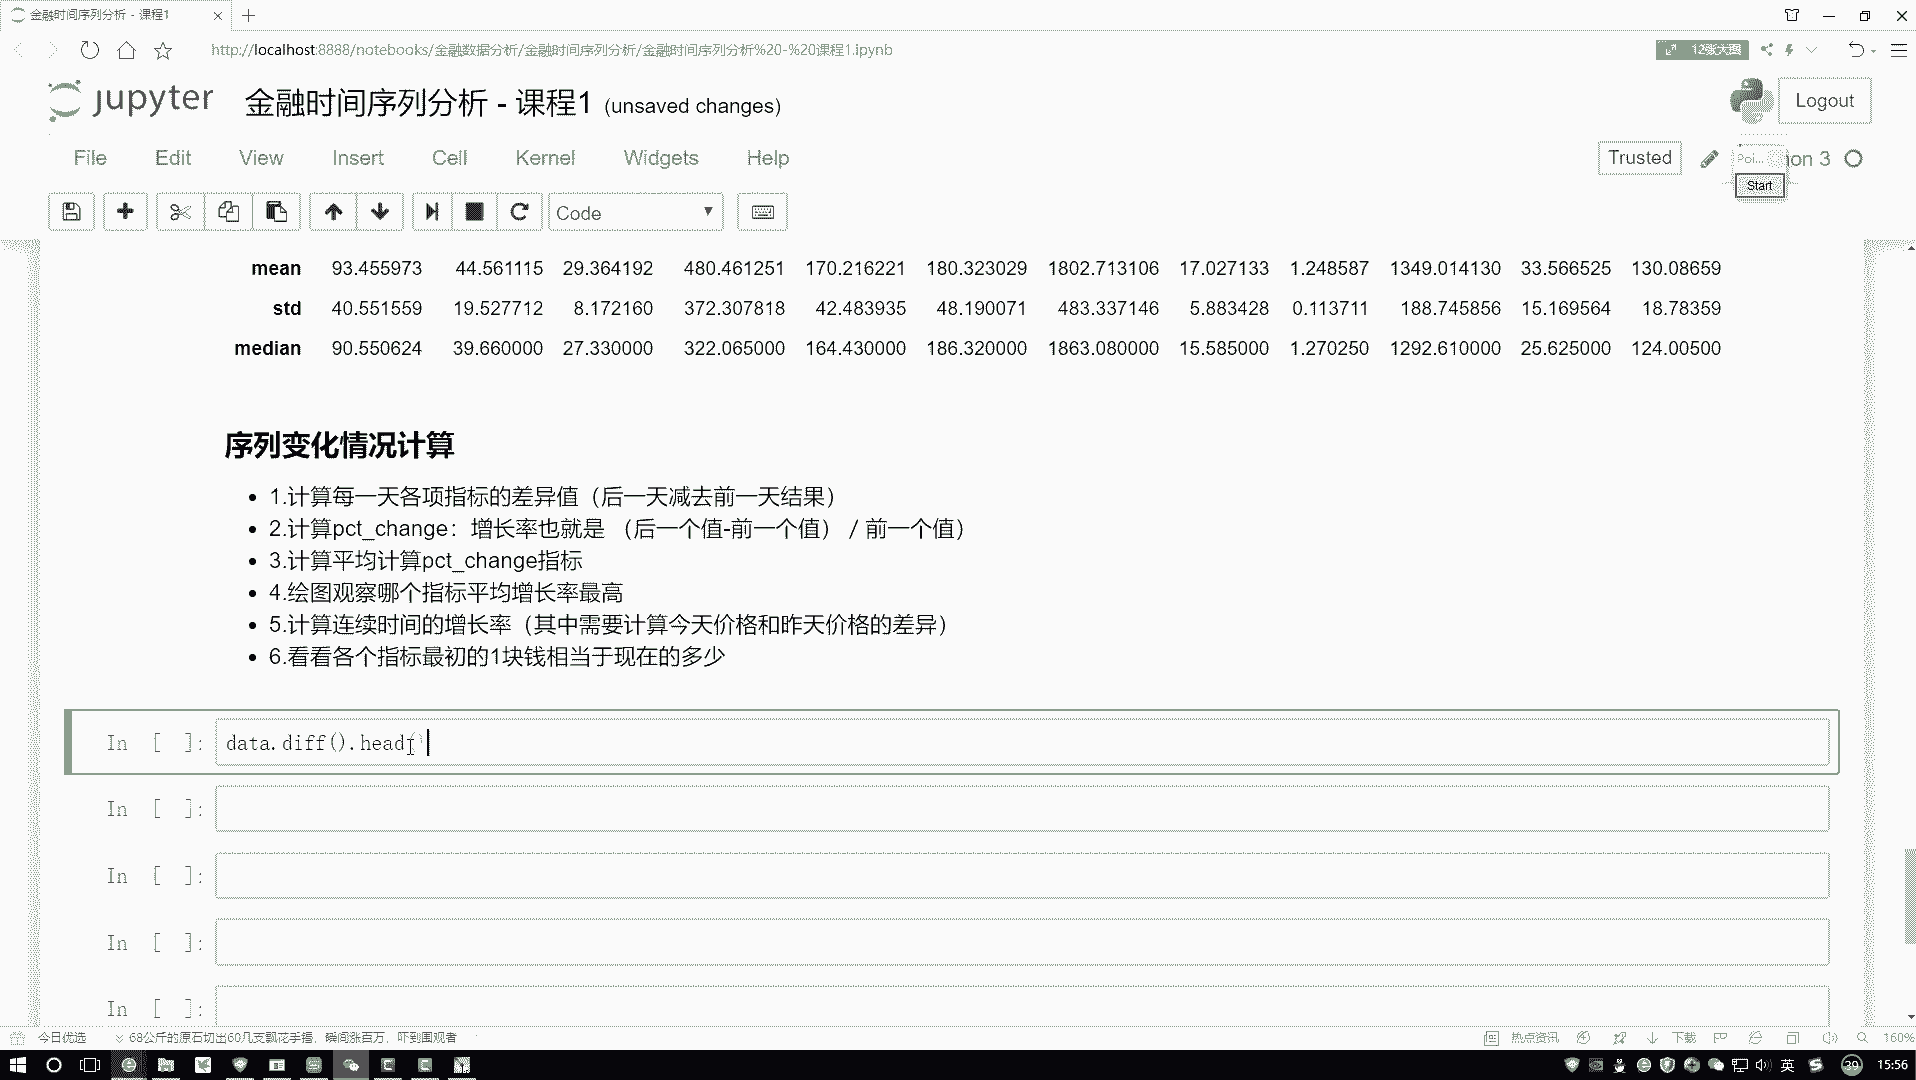 金融时间序列分析 - 课程1
http://localhost:8888/notebooks/金融数据分析/金融时间序列分析/金融时间序列分析%20-%20课程1.ipynb
12张大图
jupyter
金融时间序列分析 - 课程1 (unsaved changes)
Logout
File Edit View Insert Cell Kernel Widgets Help
Trusted
Poi... on 3
Start
Code
mean 93.455973 44.561115 29.364192 480.461251 170.216221 180.323029 1802.713106 17.027133 1.248587 1349.014130 33.566525 130.08659
std 40.551559 19.527712 8.172160 372.307818 42.483935 48.190071 483.337146 5.883428 0.113711 188.745856 15.169564 18.78359
median 90.550624 39.660000 27.330000 322.065000 164.430000 186.320000 1863.080000 15.585000 1.270250 1292.610000 25.625000 124.00500
序列变化情况计算
• 1.计算每一天各项指标的差异值（后一天减去前一天结果）
• 2.计算pct_change：增长率也就是 （后一个值-前一个值） / 前一个值）
• 3.计算平均计算pct_change指标
• 4.绘图观察哪个指标平均增长率最高
• 5.计算连续时间的增长率（其中需要计算今天价格和昨天价格的差异）
• 6.看看各个指标最初的1块钱相当于现在的多少
In [ ]: data.diff().head()
In [ ]:
In [ ]:
In [ ]:
In [ ]:
今日优选
68公斤的原石切出60几支飘花手镯，瞬间涨百万，吓到围观者
热点资讯
下载
160%
英
39
15:56